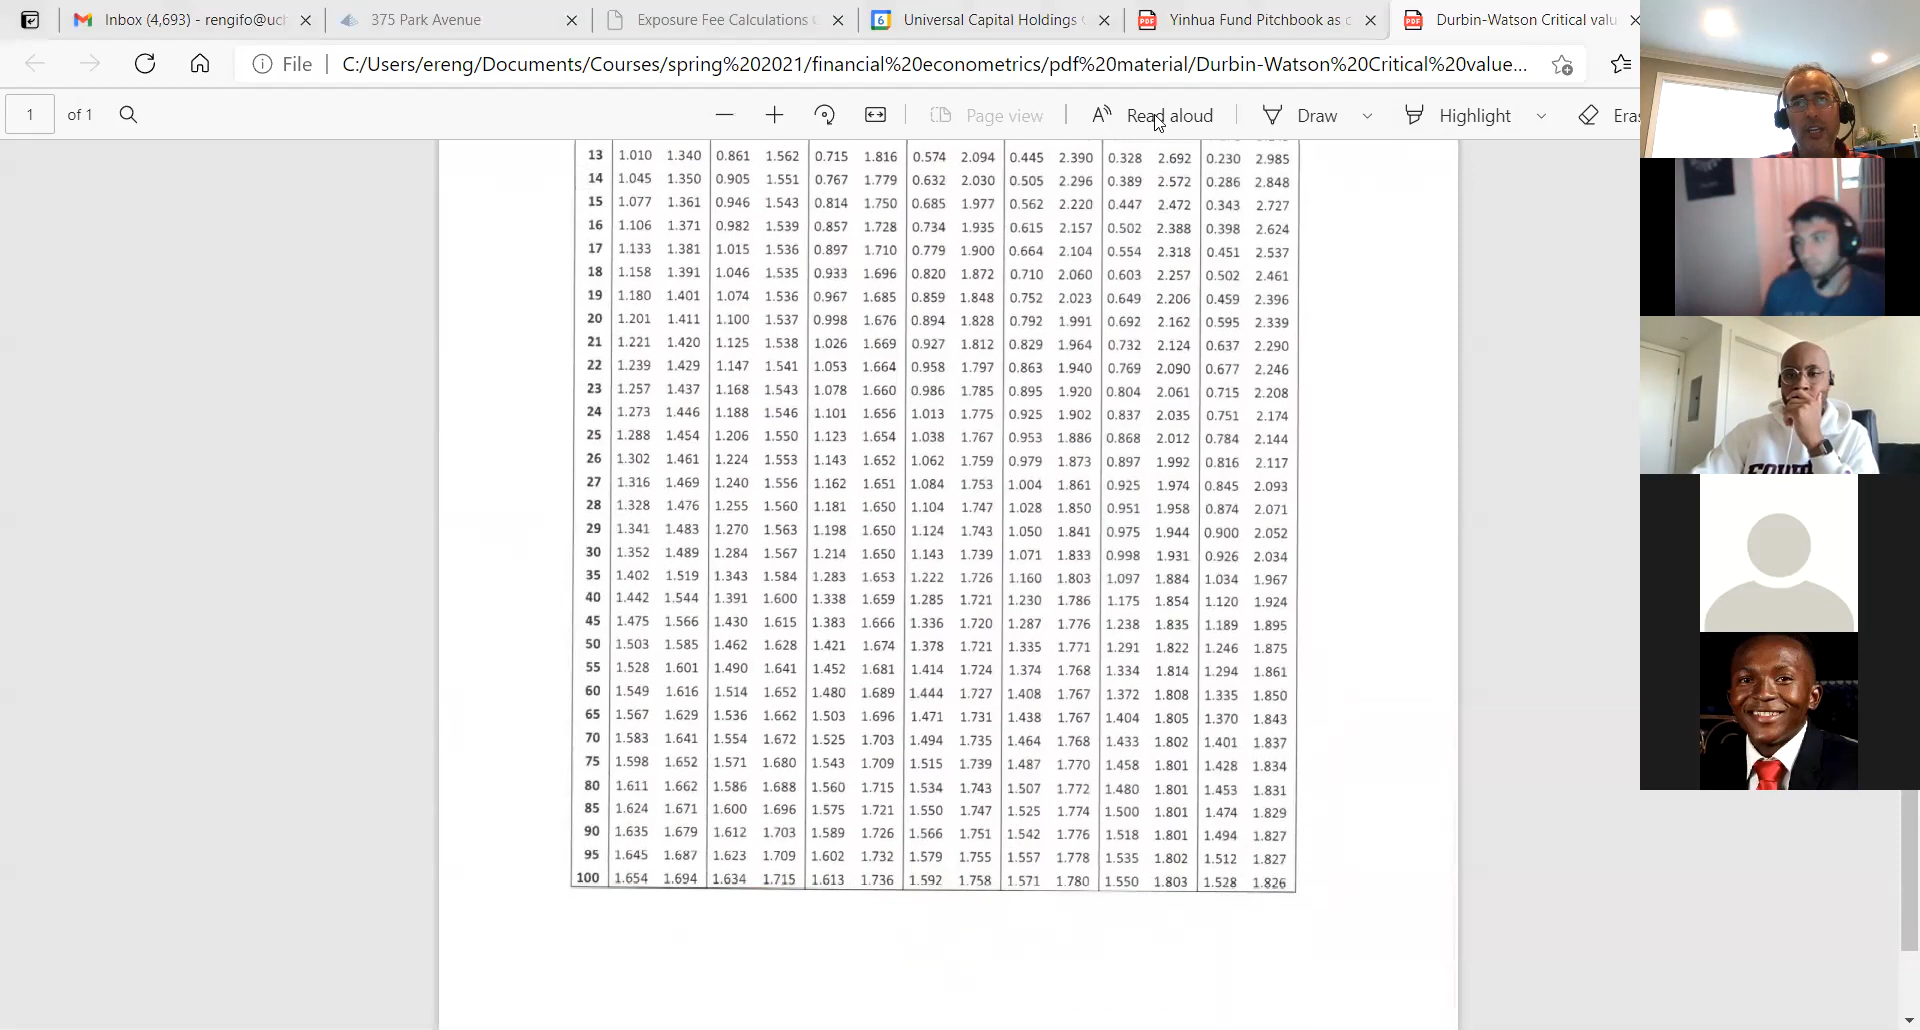 Inbox (4,693) - rengifo@uch
375 Park Avenue
Exposure Fee Calculations
6 Universal Capital Holdings
PDF Yinhua Fund Pitchbook as c
PDF Durbin-Watson Critical valu
File C:/Users/ereng/Documents/Courses/spring%202021/financial%20econometrics/pdf%20material/Durbin-Watson%20Critical%20value...
1 of 1 Page view Read aloud Draw Highlight Era
13 1.010 1.340 0.861 1.562 0.715 1.816 0.574 2.094 0.445 2.390 0.328 2.692 0.230 2.985
14 1.045 1.350 0.905 1.551 0.767 1.779 0.632 2.030 0.505 2.296 0.389 2.572 0.286 2.848
15 1.077 1.361 0.946 1.543 0.814 1.750 0.685 1.977 0.562 2.220 0.447 2.472 0.343 2.727
16 1.106 1.371 0.982 1.539 0.857 1.728 0.734 1.935 0.615 2.157 0.502 2.388 0.398 2.624
17 1.133 1.381 1.015 1.536 0.897 1.710 0.779 1.900 0.664 2.104 0.554 2.318 0.451 2.537
18 1.158 1.391 1.046 1.535 0.933 1.696 0.820 1.872 0.710 2.060 0.603 2.257 0.502 2.461
19 1.180 1.401 1.074 1.536 0.967 1.685 0.859 1.848 0.752 2.023 0.649 2.206 0.459 2.396
20 1.201 1.411 1.100 1.537 0.998 1.676 0.894 1.828 0.792 1.991 0.692 2.162 0.595 2.339
21 1.221 1.420 1.125 1.538 1.026 1.669 0.927 1.812 0.829 1.964 0.732 2.124 0.637 2.290
22 1.239 1.429 1.147 1.541 1.053 1.664 0.958 1.797 0.863 1.940 0.769 2.090 0.677 2.246
23 1.257 1.437 1.168 1.543 1.078 1.660 0.986 1.785 0.895 1.920 0.804 2.061 0.715 2.208
24 1.273 1.446 1.188 1.546 1.101 1.656 1.013 1.775 0.925 1.902 0.837 2.035 0.751 2.174
25 1.288 1.454 1.206 1.550 1.123 1.654 1.038 1.767 0.953 1.886 0.868 2.012 0.784 2.144
26 1.302 1.461 1.224 1.553 1.143 1.652 1.062 1.759 0.979 1.873 0.897 1.992 0.816 2.117
27 1.316 1.469 1.240 1.556 1.162 1.651 1.084 1.753 1.004 1.861 0.925 1.974 0.845 2.093
28 1.328 1.476 1.255 1.560 1.181 1.650 1.104 1.747 1.028 1.850 0.951 1.958 0.874 2.071
29 1.341 1.483 1.270 1.563 1.198 1.650 1.124 1.743 1.050 1.841 0.975 1.944 0.900 2.052
30 1.352 1.489 1.284 1.567 1.214 1.650 1.143 1.739 1.071 1.833 0.998 1.931 0.926 2.034
35 1.402 1.519 1.343 1.584 1.283 1.653 1.222 1.726 1.160 1.803 1.097 1.884 1.034 1.967
40 1.442 1.544 1.391 1.600 1.338 1.659 1.285 1.721 1.230 1.786 1.175 1.854 1.120 1.924
45 1.475 1.566 1.430 1.615 1.383 1.666 1.336 1.720 1.287 1.776 1.238 1.835 1.189 1.895
50 1.503 1.585 1.462 1.628 1.421 1.674 1.378 1.721 1.335 1.771 1.291 1.822 1.246 1.875
55 1.528 1.601 1.490 1.641 1.452 1.681 1.414 1.724 1.374 1.768 1.334 1.814 1.294 1.861
60 1.549 1.616 1.514 1.652 1.480 1.689 1.444 1.727 1.408 1.767 1.372 1.808 1.335 1.850
65 1.567 1.629 1.536 1.662 1.503 1.696 1.471 1.731 1.438 1.767 1.404 1.805 1.370 1.843
70 1.583 1.641 1.554 1.672 1.525 1.703 1.494 1.735 1.464 1.768 1.433 1.802 1.401 1.837
75 1.598 1.652 1.571 1.680 1.543 1.709 1.515 1.739 1.487 1.770 1.458 1.801 1.428 1.834
80 1.611 1.662 1.586 1.688 1.560 1.715 1.534 1.743 1.507 1.772 1.480 1.801 1.453 1.831
85 1.624 1.671 1.600 1.696 1.575 1.721 1.550 1.747 1.525 1.774 1.500 1.801 1.474 1.829
90 1.635 1.679 1.612 1.703 1.589 1.726 1.566 1.751 1.542 1.776 1.518 1.801 1.494 1.827
95 1.645 1.687 1.623 1.709 1.602 1.732 1.579 1.755 1.557 1.778 1.535 1.802 1.512 1.827
100 1.654 1.694 1.634 1.715 1.613 1.736 1.592 1.758 1.571 1.780 1.550 1.803 1.528 1.826